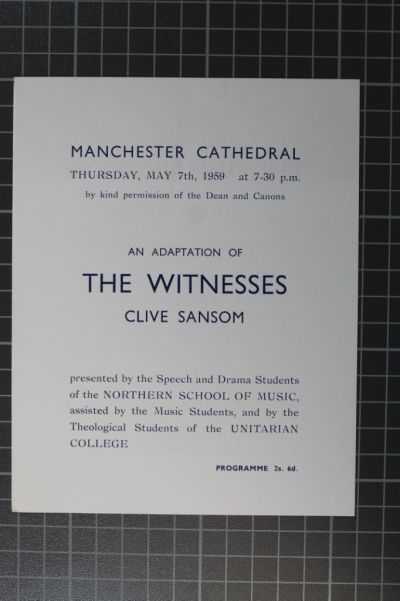 MANCHESTER CATHEDRAL
THURSDAY, MAY 7th, 1959 at 7-30 p.m.
by kind permission of the Dean and Canons
AN ADAPTATION OF
THE WITNESSES
CLIVE SANSOM
presented by the Speech and Drama Students
of the NORTHERN SCHOOL OF MUSIC,
assisted by the Music Students, and by the
Theological Students of the UNITARIAN
COLLEGE
PROGRAMME 2s. 6d.